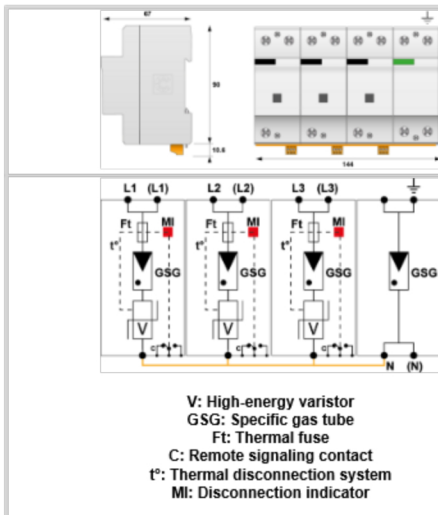 67
90
10.6
144
L1 (L1) L2 (L2) L3 (L3)
Ft MI Ft MI Ft MI
t° t° t°
GSG GSG GSG GSG
V V V
C C C
N (N)
V: High-energy varistor
GSG: Specific gas tube
Ft: Thermal fuse
C: Remote signaling contact
t°: Thermal disconnection system
MI: Disconnection indicator